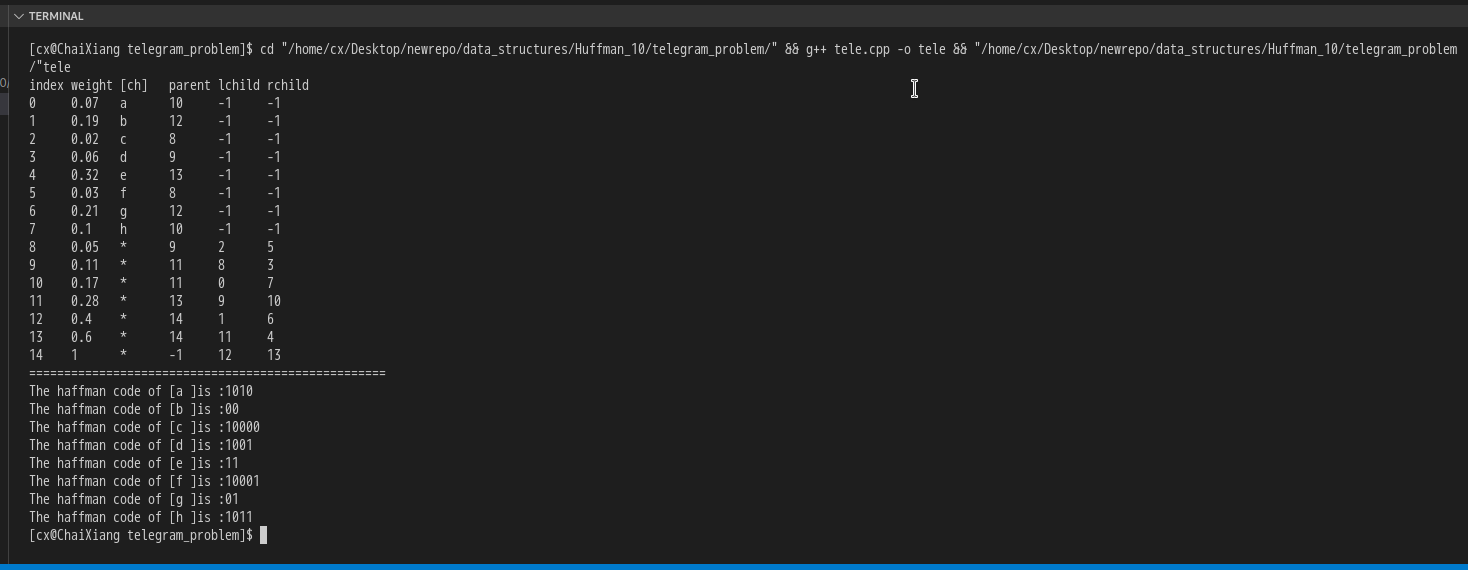 TERMINAL
[cx@ChaiXiang telegram_problem]$ cd "/home/cx/Desktop/newrepo/data_structures/Huffman_10/telegram_problem/" && g++ tele.cpp -o tele && "/home/cx/Desktop/newrepo/data_structures/Huffman_10/telegram_problem
/"tele
index weight [ch] parent lchild rchild
0 0.07 a 10 -1 -1
1 0.19 b 12 -1 -1
2 0.02 c 8 -1 -1
3 0.06 d 9 -1 -1
4 0.32 e 13 -1 -1
5 0.03 f 8 -1 -1
6 0.21 g 12 -1 -1
7 0.1 h 10 -1 -1
8 0.05 * 9 2 5
9 0.11 * 11 8 3
10 0.17 * 11 0 7
11 0.28 * 13 9 10
12 0.4 * 14 1 6
13 0.6 * 14 11 4
14 1 * -1 12 13
===================================================
The haffman code of [a ]is :1010
The haffman code of [b ]is :00
The haffman code of [c ]is :10000
The haffman code of [d ]is :1001
The haffman code of [e ]is :11
The haffman code of [f ]is :10001
The haffman code of [g ]is :01
The haffman code of [h ]is :1011
[cx@ChaiXiang telegram_problem]$